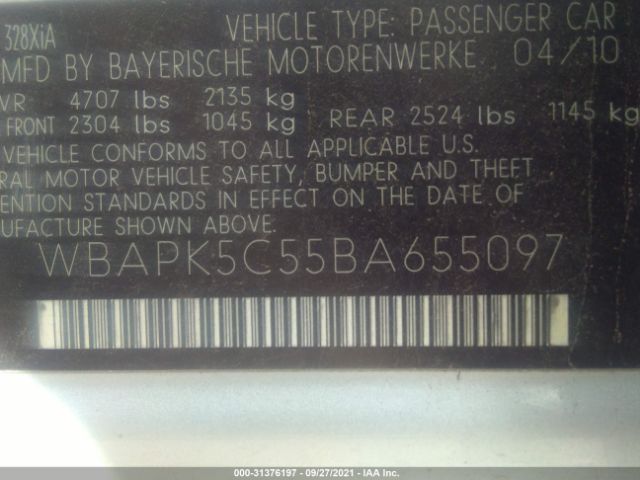 328XiA VEHICLE TYPE: PASSENGER CAR
MFD BY BAYERISCHE MOTORENWERKE 04/10
VR 4707 lbs 2135 kg
FRONT 2304 lbs 1045 kg REAR 2524 lbs 1145 kg
VEHICLE CONFORMS TO ALL APPLICABLE U.S.
RAL MOTOR VEHICLE SAFETY, BUMPER AND THEFT
ENTION STANDARDS IN EFFECT ON THE DATE OF
NUFACTURE SHOWN ABOVE.
WBAPK5C55BA655097
000-31376197 - 09/27/2021 - IAA Inc.